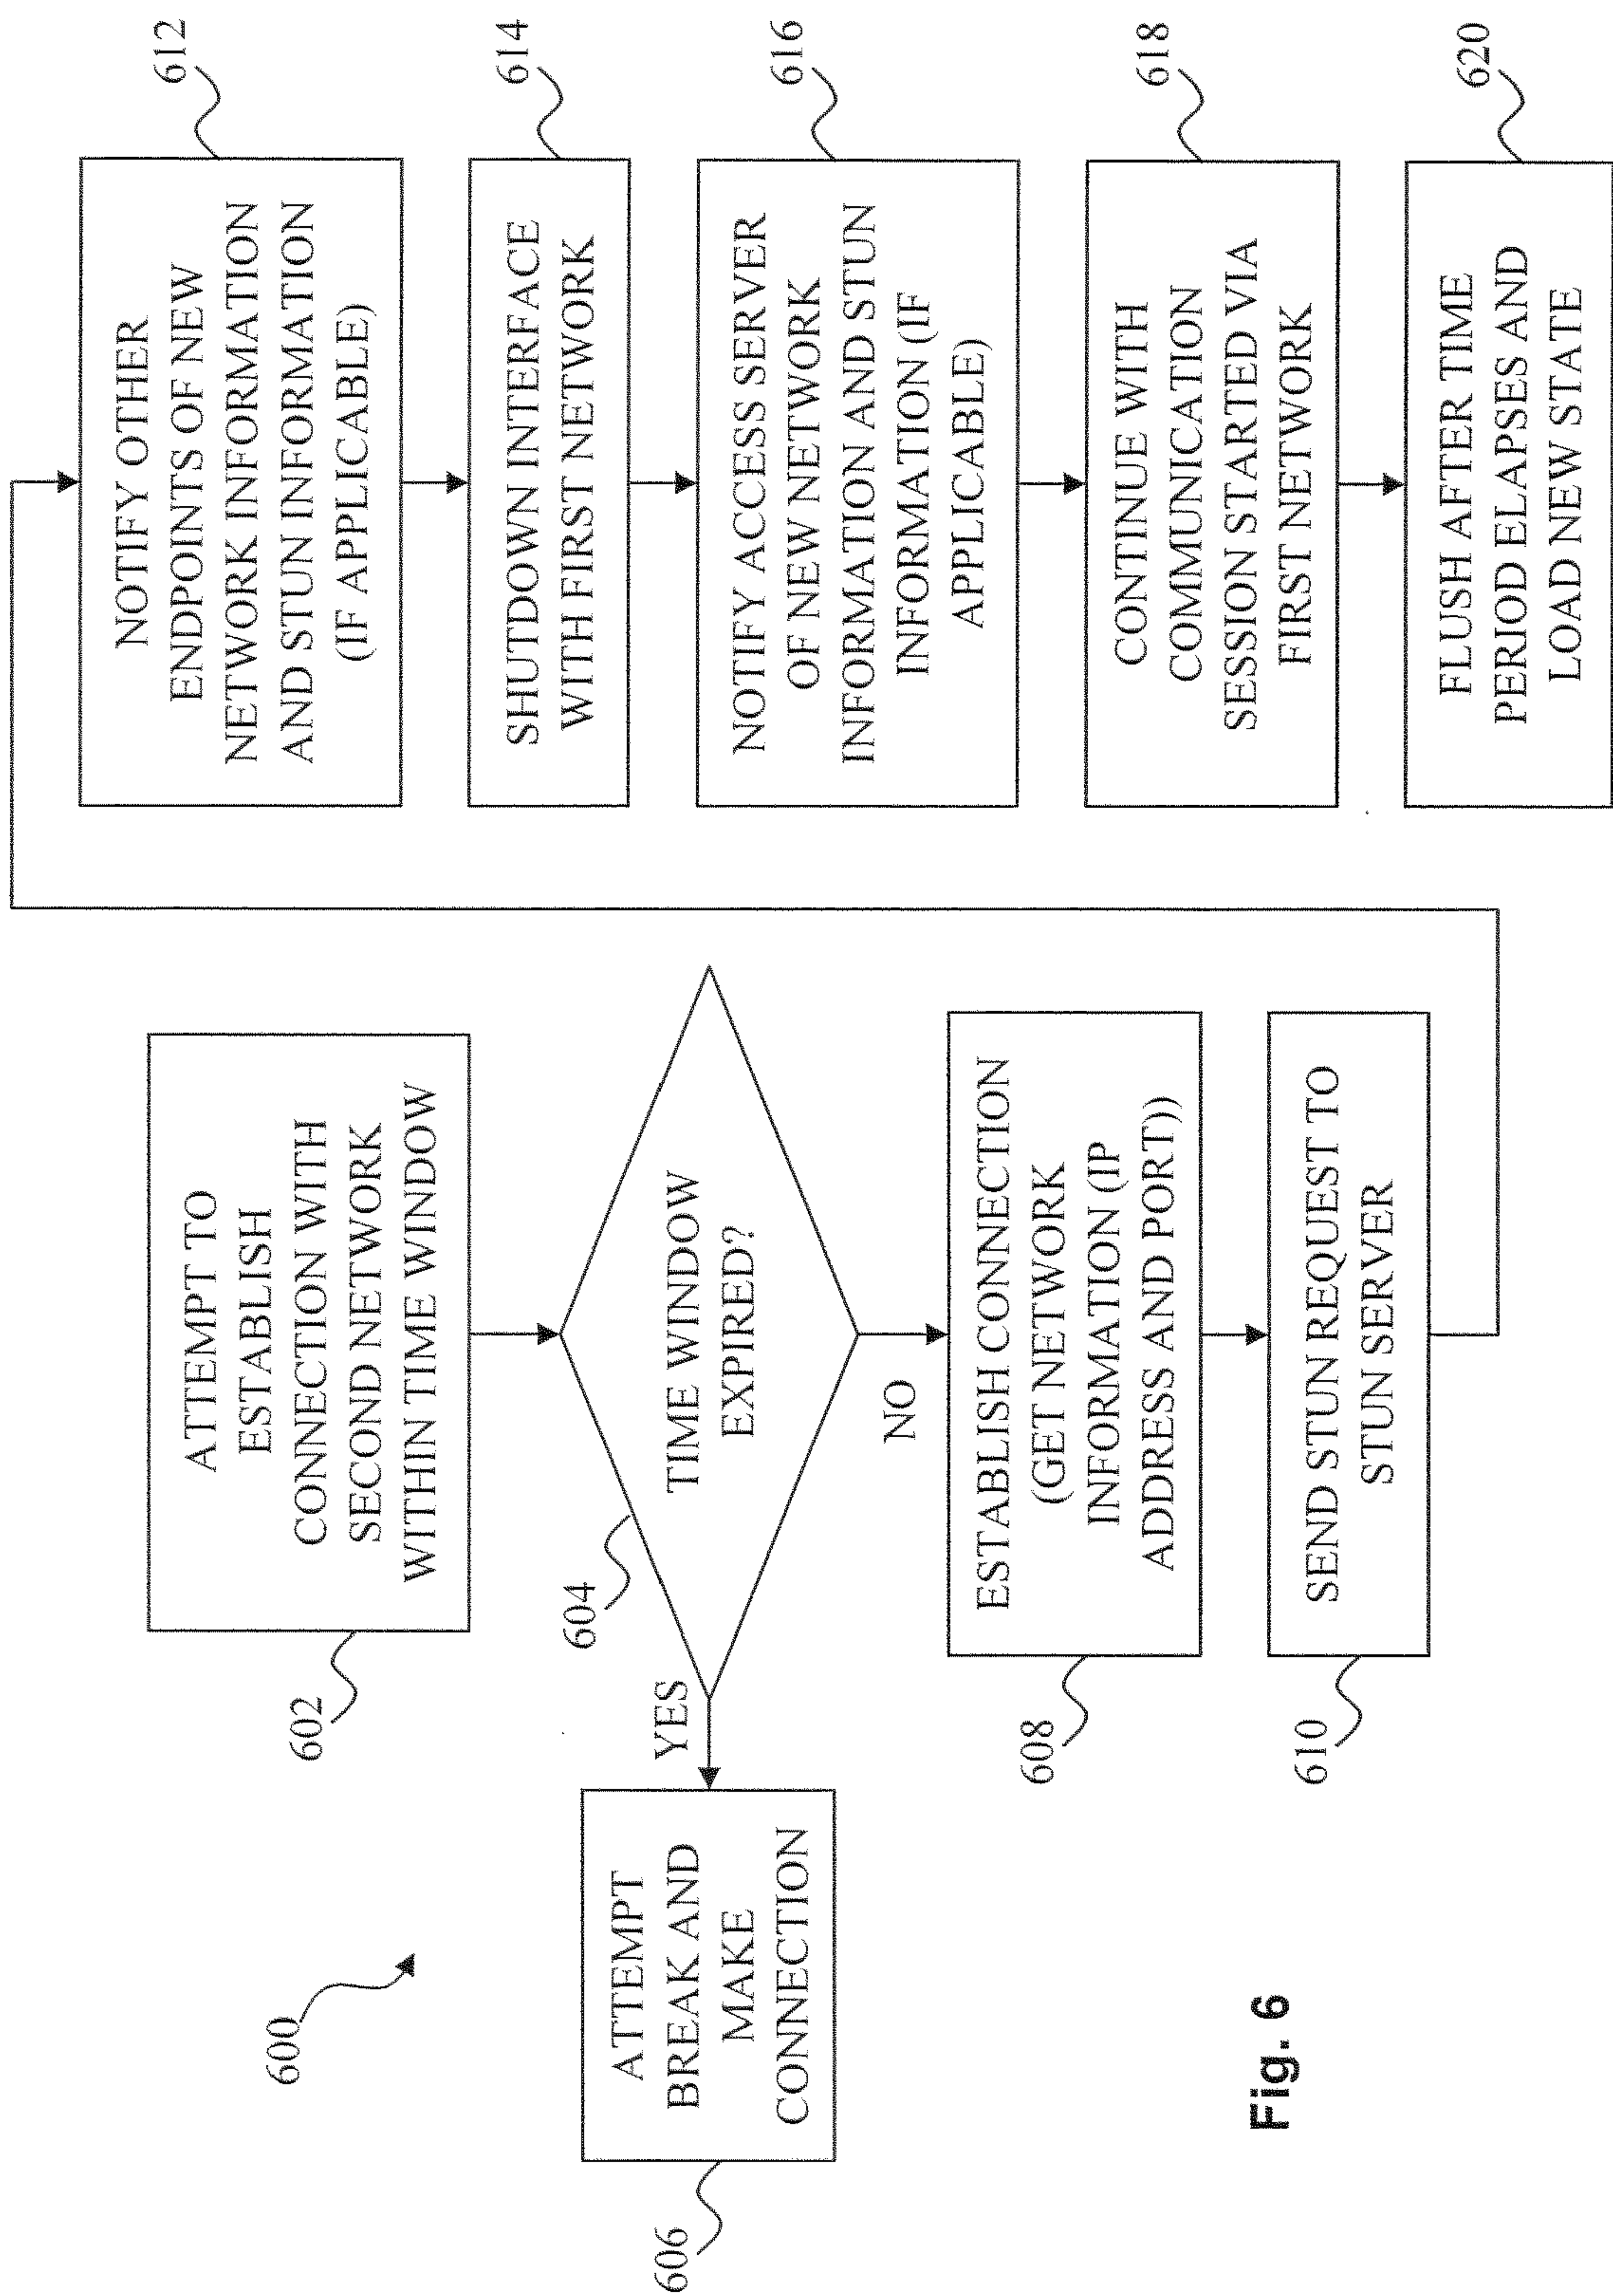 600
602
ATTEMPT TO
ESTABLISH
CONNECTION WITH
SECOND NETWORK
WITHIN TIME WINDOW
604
TIME WINDOW
EXPIRED?
YES
606
ATTEMPT
BREAK AND
MAKE
CONNECTION
NO
608
ESTABLISH CONNECTION
(GET NETWORK
INFORMATION (IP
ADDRESS AND PORT))
610
SEND STUN REQUEST TO
STUN SERVER
612
NOTIFY OTHER
ENDPOINTS OF NEW
NETWORK INFORMATION
AND STUN INFORMATION
(IF APPLICABLE)
614
SHUTDOWN INTERFACE
WITH FIRST NETWORK
616
NOTIFY ACCESS SERVER
OF NEW NETWORK
INFORMATION AND STUN
INFORMATION (IF
APPLICABLE)
618
CONTINUE WITH
COMMUNICATION
SESSION STARTED VIA
FIRST NETWORK
620
FLUSH AFTER TIME
PERIOD ELAPSES AND
LOAD NEW STATE
Fig. 6